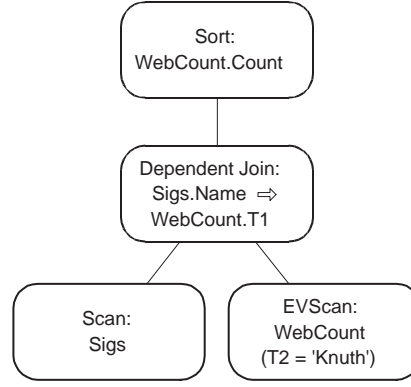 Sort:
WebCount.Count
Dependent Join:
Sigs.Name ⇨
WebCount.T1
Scan:
Sigs
EVScan:
WebCount
(T2 = 'Knuth')